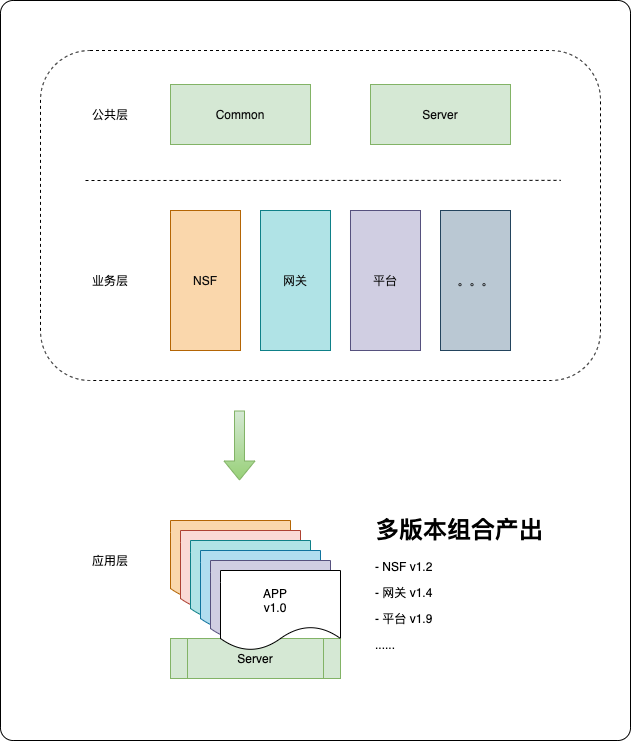 公共层
Common
Server
业务层
NSF
网关
平台
。。。
应用层
APP
v1.0
Server
多版本组合产出
- NSF v1.2
- 网关 v1.4
- 平台 v1.9
......